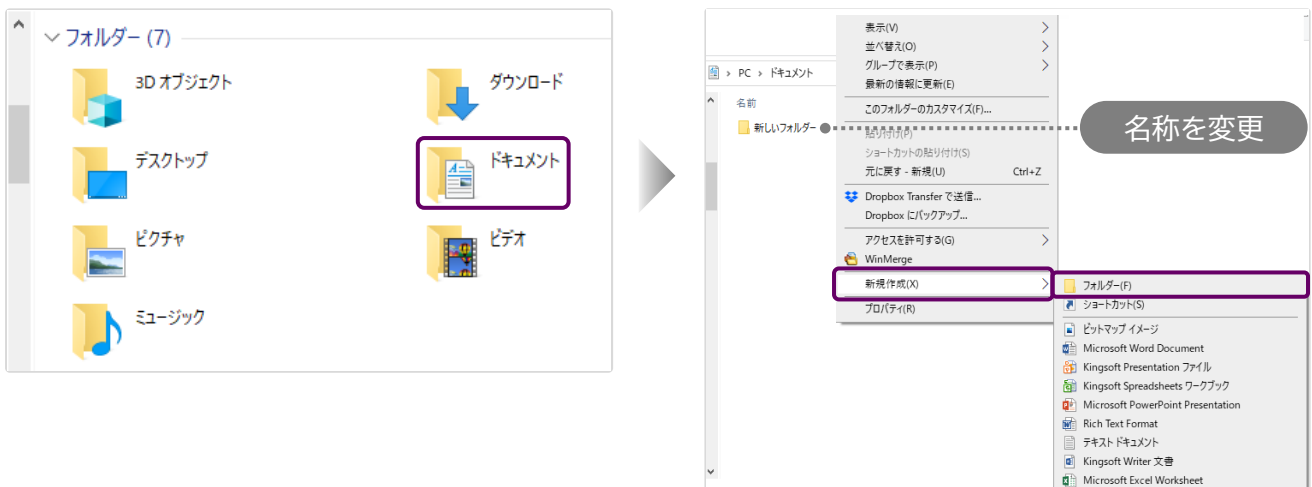 フォルダー (7)
3D オブジェクト
ダウンロード
デスクトップ
ドキュメント
ピクチャ
ビデオ
ミュージック
PC › ドキュメント
名前
新しいフォルダー
表示(V)
並べ替え(O)
グループで表示(P)
最新の情報に更新(E)
このフォルダーのカスタマイズ(F)...
貼り付け(P)
ショートカットの貼り付け(S)
元に戻す - 新規(U) Ctrl+Z
Dropbox Transfer で送信...
Dropbox にバックアップ...
アクセスを許可する(G)
WinMerge
新規作成(X)
プロパティ(R)
名称を変更
フォルダー(F)
ショートカット(S)
ビットマップ イメージ
Microsoft Word Document
Kingsoft Presentation ファイル
Kingsoft Spreadsheets ワークブック
Microsoft PowerPoint Presentation
Rich Text Format
テキスト ドキュメント
Kingsoft Writer 文書
Microsoft Excel Worksheet